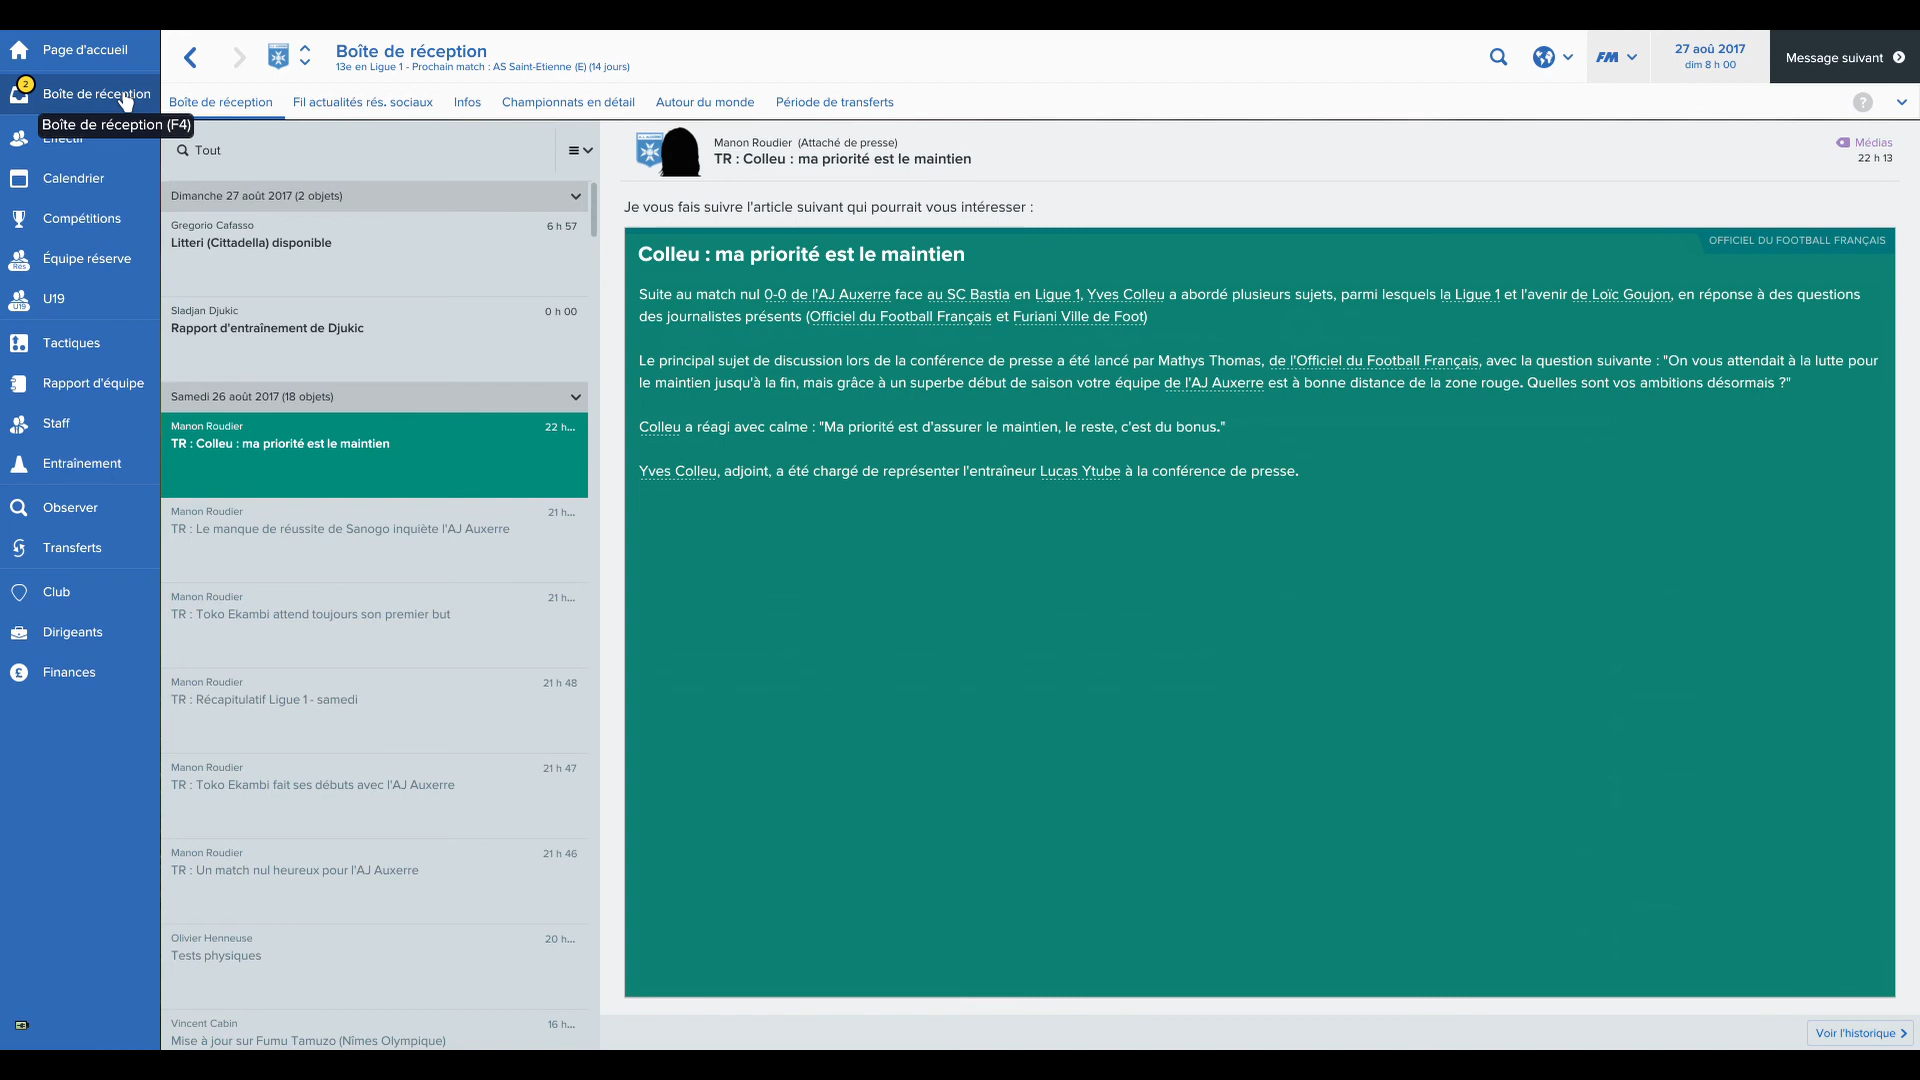 Page d'accueil
2
Boîte de réception
Boîte de réception (F4)
Effectif
Calendrier
Compétitions
Res
Équipe réserve
U19
U19
Tactiques
Rapport d'équipe
Staff
Entraînement
Observer
Transferts
Club
Dirigeants
Finances
Boîte de réception
13e en Ligue 1 - Prochain match : AS Saint-Etienne (E) (14 jours)
FM
27 aoû 2017
dim 8 h 00
Message suivant
Boîte de réception
Fil actualités rés. sociaux
Infos
Championnats en détail
Autour du monde
Période de transferts
?
Tout
Dimanche 27 août 2017 (2 objets)
Gregorio Cafasso
6 h 57
Litteri (Cittadella) disponible
Sladjan Djukic
0 h 00
Rapport d'entraînement de Djukic
Samedi 26 août 2017 (18 objets)
Manon Roudier
22 h...
TR : Colleu : ma priorité est le maintien
Manon Roudier
21 h...
TR : Le manque de réussite de Sanogo inquiète l'AJ Auxerre
Manon Roudier
21 h...
TR : Toko Ekambi attend toujours son premier but
Manon Roudier
21 h 48
TR : Récapitulatif Ligue 1 - samedi
Manon Roudier
21 h 47
TR : Toko Ekambi fait ses débuts avec l'AJ Auxerre
Manon Roudier
21 h 46
TR : Un match nul heureux pour l'AJ Auxerre
Olivier Henneuse
20 h...
Tests physiques
Vincent Cabin
16 h...
Mise à jour sur Fumu Tamuzo (Nîmes Olympique)
Manon Roudier (Attaché de presse)
TR : Colleu : ma priorité est le maintien
Médias
22 h 13
Je vous fais suivre l'article suivant qui pourrait vous intéresser :
OFFICIEL DU FOOTBALL FRANÇAIS
Colleu : ma priorité est le maintien
Suite au match nul 0-0 de l'AJ Auxerre face au SC Bastia en Ligue 1, Yves Colleu a abordé plusieurs sujets, parmi lesquels la Ligue 1 et l'avenir de Loïc Goujon, en réponse à des questions
des journalistes présents (Officiel du Football Français et Furiani Ville de Foot)
Le principal sujet de discussion lors de la conférence de presse a été lancé par Mathys Thomas, de l'Officiel du Football Français, avec la question suivante : "On vous attendait à la lutte pour
le maintien jusqu'à la fin, mais grâce à un superbe début de saison votre équipe de l'AJ Auxerre est à bonne distance de la zone rouge. Quelles sont vos ambitions désormais ?"
Colleu a réagi avec calme : "Ma priorité est d'assurer le maintien, le reste, c'est du bonus."
Yves Colleu, adjoint, a été chargé de représenter l'entraîneur Lucas Ytube à la conférence de presse.
Voir l'historique